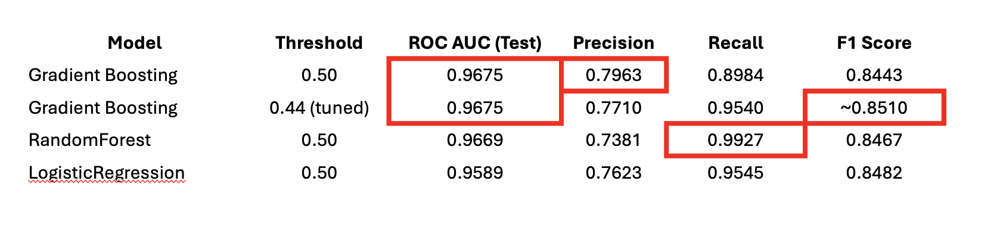 Model Threshold ROC AUC (Test) Precision Recall F1 Score
Gradient Boosting 0.50 0.9675 0.7963 0.8984 0.8443
Gradient Boosting 0.44 (tuned) 0.9675 0.7710 0.9540 ~0.8510
RandomForest 0.50 0.9669 0.7381 0.9927 0.8467
LogisticRegression 0.50 0.9589 0.7623 0.9545 0.8482